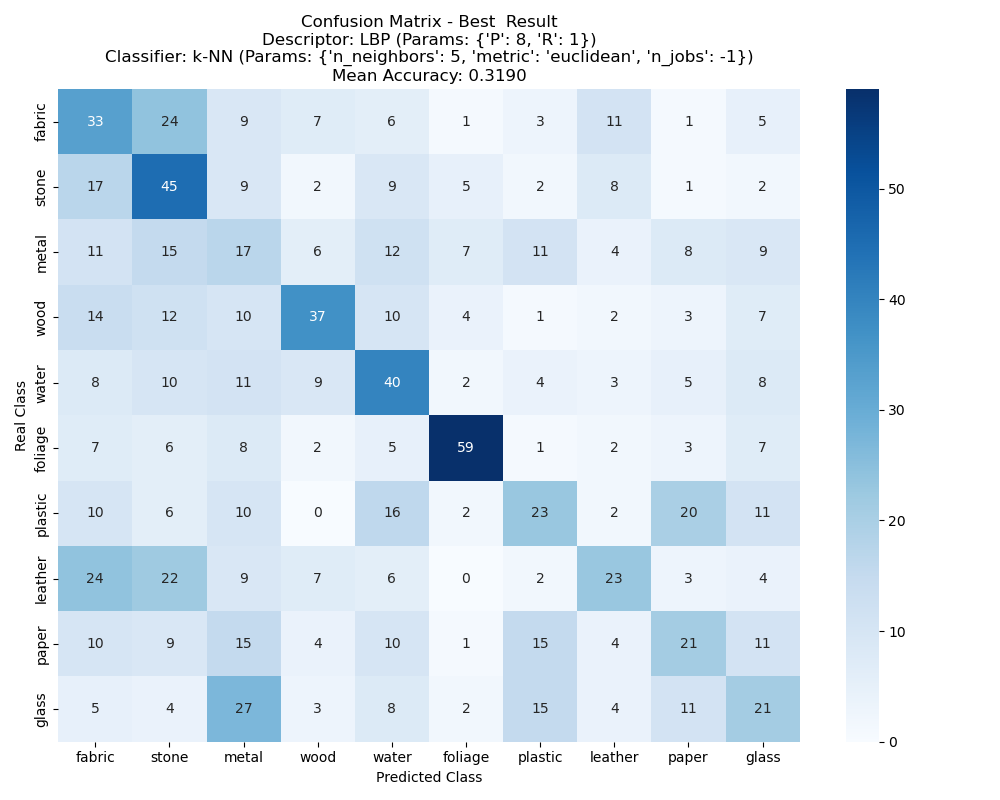 Confusion Matrix - Best  Result
Descriptor: LBP (Params: {'P': 8, 'R': 1})
Classifier: k-NN (Params: {'n_neighbors': 5, 'metric': 'euclidean', 'n_jobs': -1})
Mean Accuracy: 0.3190
Real Class
fabric 33 24 9 7 6 1 3 11 1 5
stone 17 45 9 2 9 5 2 8 1 2
metal 11 15 17 6 12 7 11 4 8 9
wood 14 12 10 37 10 4 1 2 3 7
water 8 10 11 9 40 2 4 3 5 8
foliage 7 6 8 2 5 59 1 2 3 7
plastic 10 6 10 0 16 2 23 2 20 11
leather 24 22 9 7 6 0 2 23 3 4
paper 10 9 15 4 10 1 15 4 21 11
glass 5 4 27 3 8 2 15 4 11 21
fabric stone metal wood water foliage plastic leather paper glass
Predicted Class
50
40
30
20
10
0